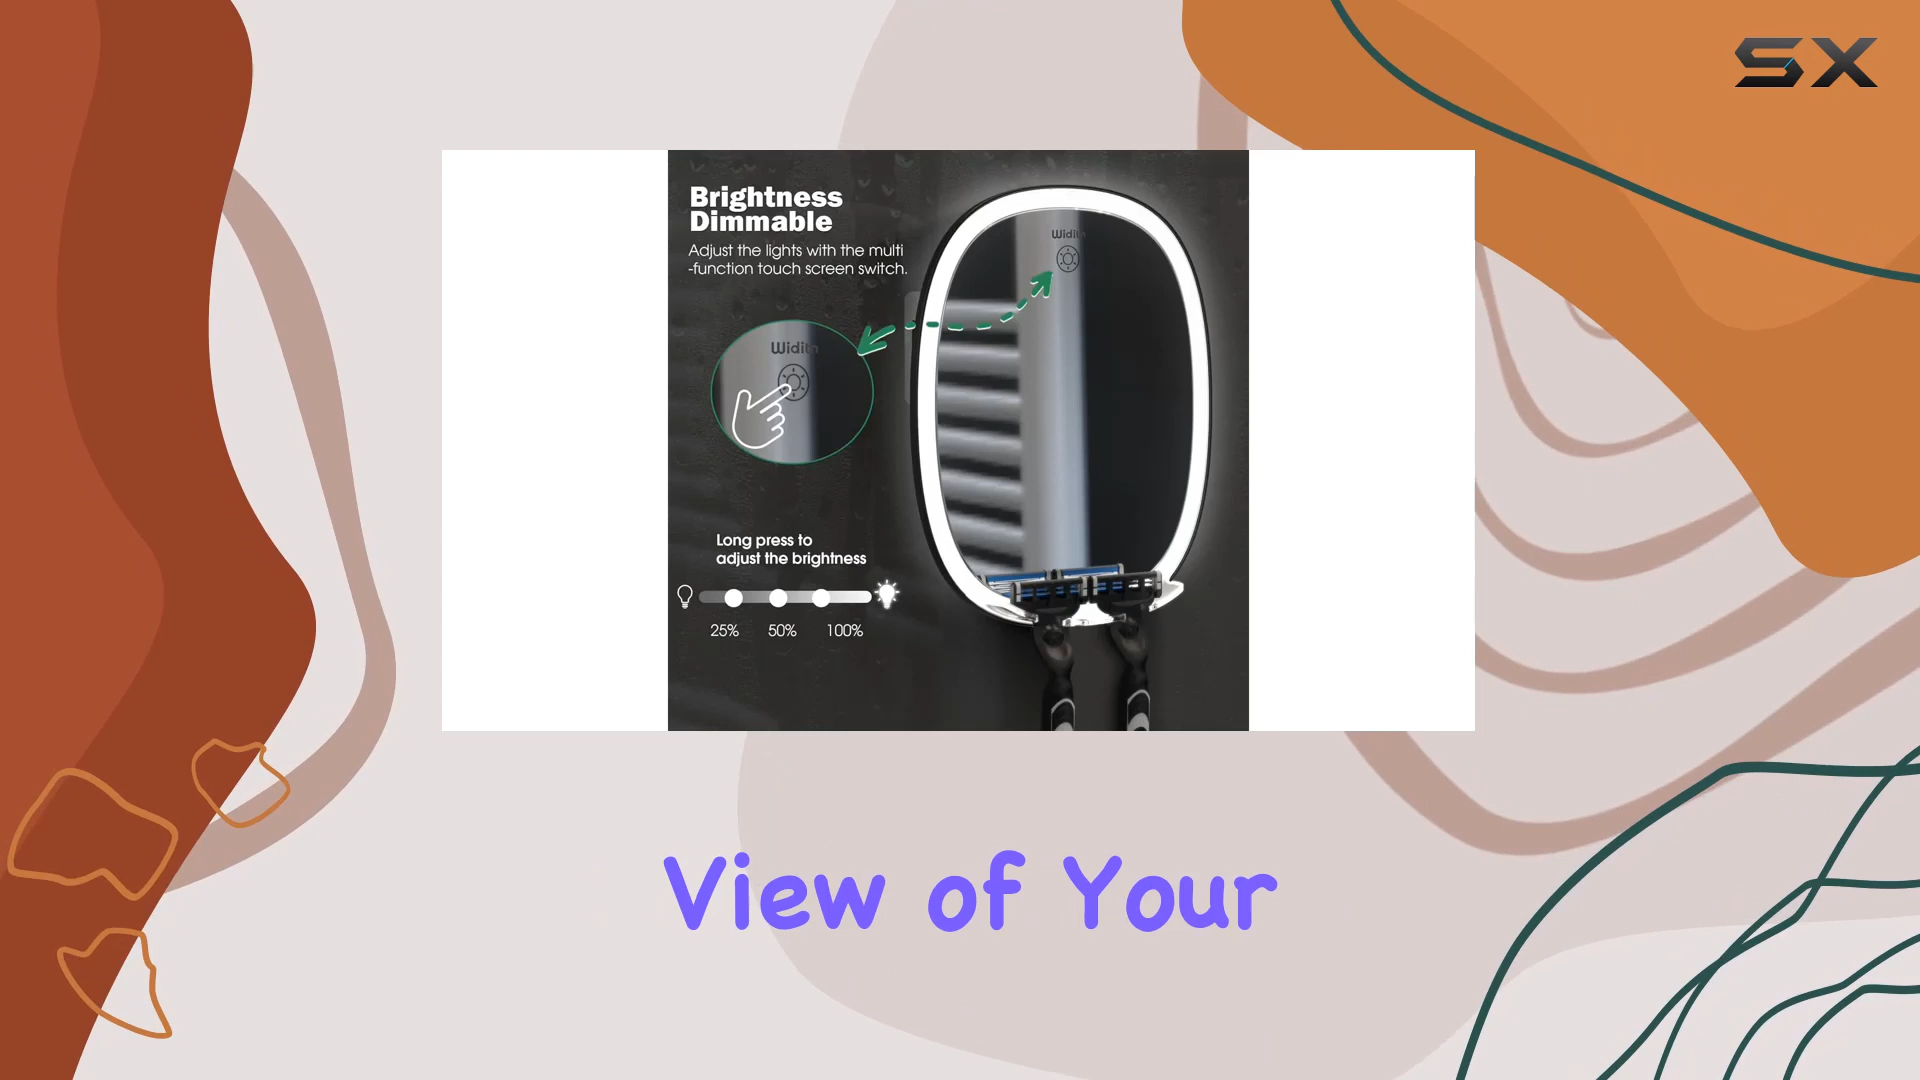 SX
Brightness
Dimmable
Adjust the lights with the multi
-function touch screen switch.
Widith
Widith
Long press to
adjust the brightness
25% 50% 100%
View of Your